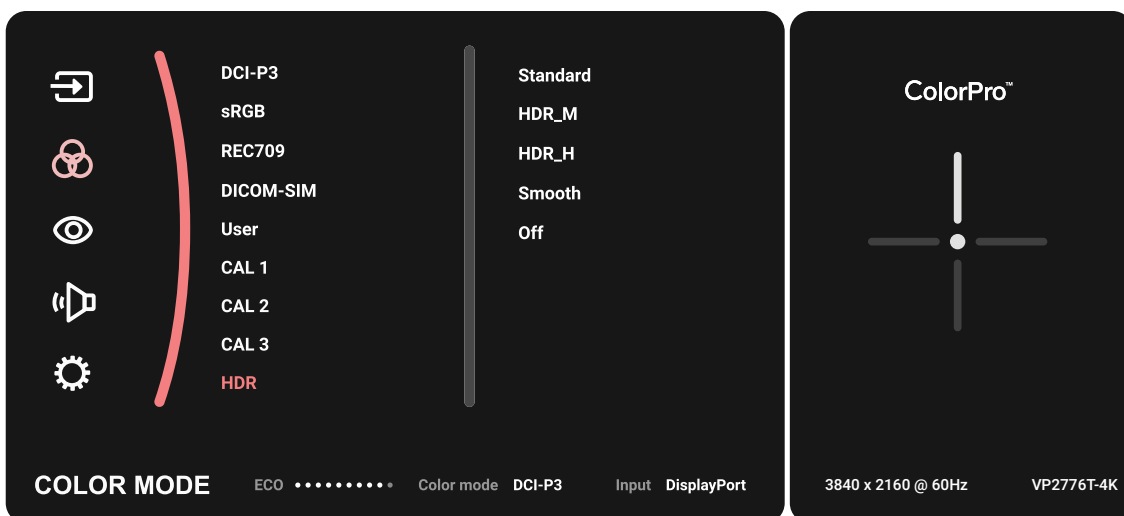 DCI-P3
sRGB
REC709
DICOM-SIM
User
CAL 1
CAL 2
CAL 3
HDR
Standard
HDR_M
HDR_H
Smooth
Off
ColorPro™
COLOR MODE
ECO
Color mode DCI-P3
Input DisplayPort
3840 x 2160 @ 60Hz
VP2776T-4K